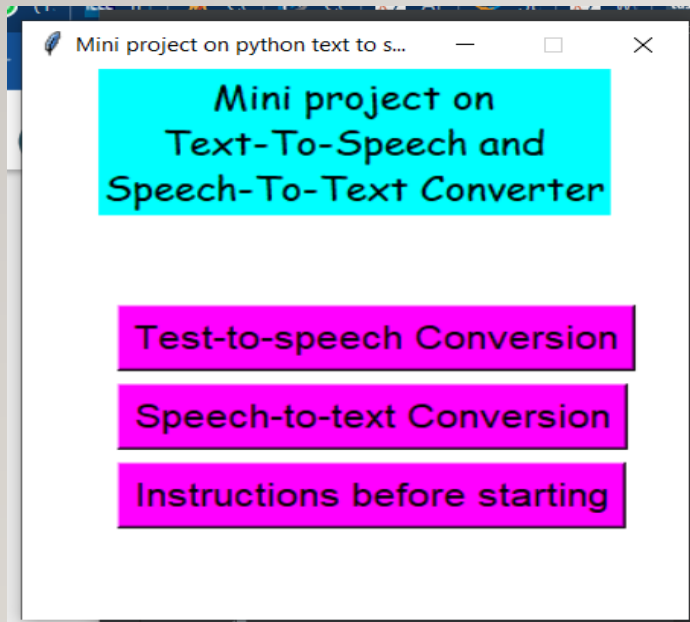 Mini project on python text to s...
Mini project on
Text-To-Speech and
Speech-To-Text Converter
Test-to-speech Conversion
Speech-to-text Conversion
Instructions before starting